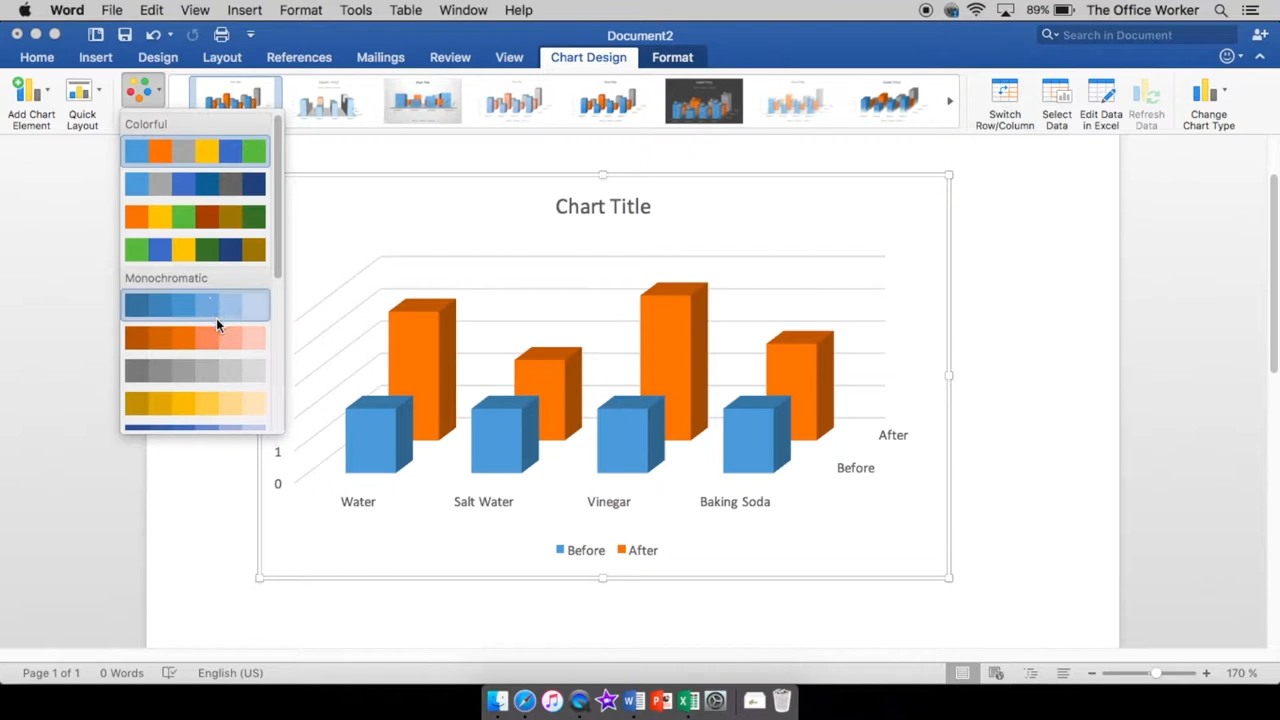 Word File Edit View Insert Format Tools Table Window Help 89% The Office Worker
Document2
Search in Document
Home Insert Design Layout References Mailings Review View Chart Design Format
Add Chart Element
Quick Layout
Switch Row/Column
Select Data
Edit Data in Excel
Refresh Data
Change Chart Type
Colorful
Monochromatic
Chart Title
1
0
After
Before
Water Salt Water Vinegar Baking Soda
Before After
Page 1 of 1 0 Words English (US) 170 %